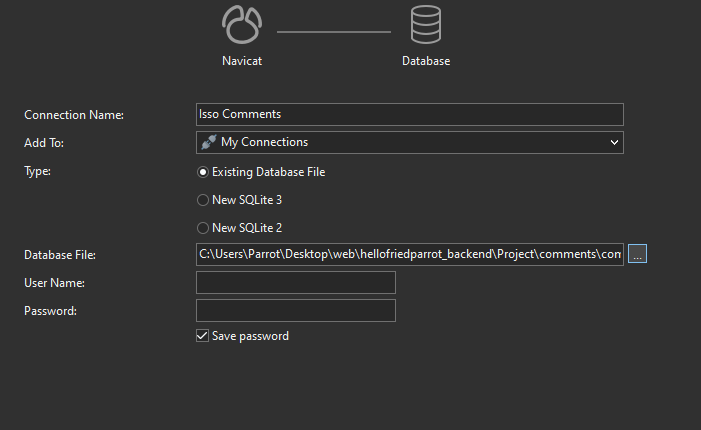 Navicat
Database
Connection Name:
Isso Comments
Add To:
My Connections
Type:
Existing Database File
New SQLite 3
New SQLite 2
Database File:
C:\Users\Parrot\Desktop\web\hellofriedparrot_backend\Project\comments\com
...
User Name:
Password:
Save password